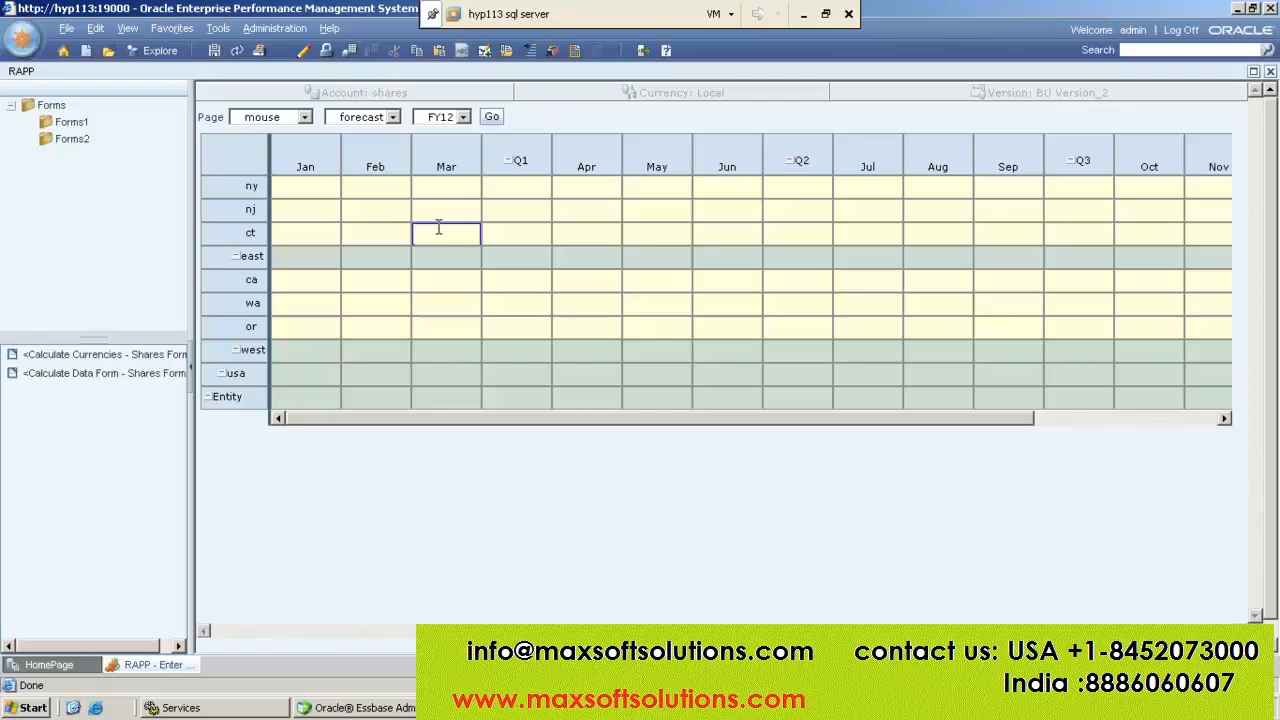 http://hyp113:19000 - Oracle Enterprise Performance Management System
hyp113 sql server
VM
File Edit View Favorites Tools Administration Help
Welcome admin Log Off ORACLE
Explore
Search
RAPP
Forms
Forms1
Forms2
<Calculate Currencies - Shares Form
<Calculate Data Form - Shares Form
Account: shares
Currency: Local
Version: BU Version_2
Page mouse forecast FY12 Go
Jan Feb Mar Q1 Apr May Jun Q2 Jul Aug Sep Q3 Oct Nov
ny
nj
ct
east
ca
wa
or
west
usa
Entity
HomePage RAPP - Enter ...
Done
Start Services Oracle® Essbase Adm
info@maxsoftsolutions.com contact us: USA +1-8452073000
India :8886060607
www.maxsoftsolutions.com